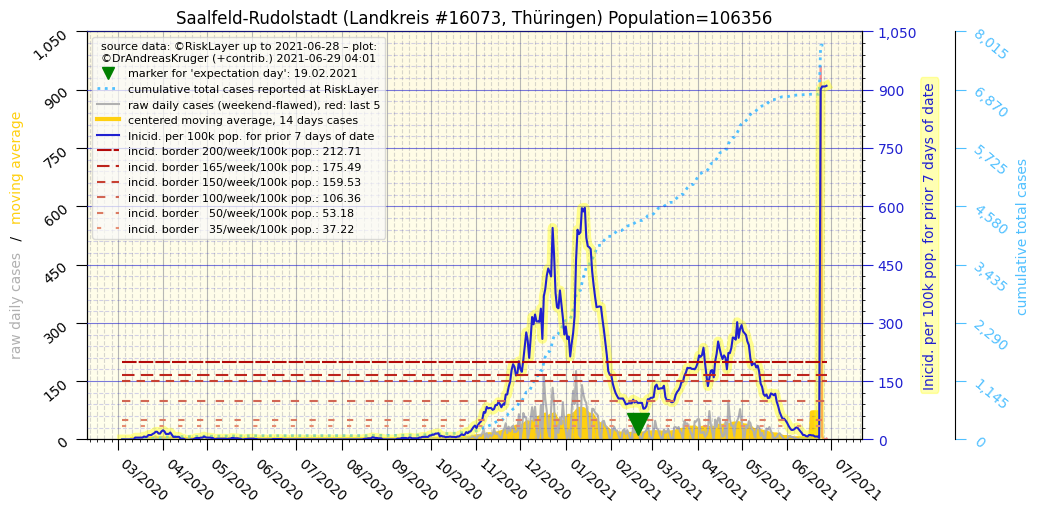 Saalfeld-Rudolstadt (Landkreis #16073, Thüringen) Population=106356
source data: ©RiskLayer up to 2021-06-28 – plot:
©DrAndreasKruger (+contrib.) 2021-06-29 04:01
marker for 'expectation day': 19.02.2021
cumulative total cases reported at RiskLayer
raw daily cases (weekend-flawed), red: last 5
centered moving average, 14 days cases
Inicid. per 100k pop. for prior 7 days of date
incid. border 200/week/100k pop.: 212.71
incid. border 165/week/100k pop.: 175.49
incid. border 150/week/100k pop.: 159.53
incid. border 100/week/100k pop.: 106.36
incid. border   50/week/100k pop.: 53.18
incid. border   35/week/100k pop.: 37.22
raw daily cases   /   moving average
1,050
900
750
600
450
300
150
0
03/2020
04/2020
05/2020
06/2020
07/2020
08/2020
09/2020
10/2020
11/2020
12/2020
01/2021
02/2021
03/2021
04/2021
05/2021
06/2021
07/2021
1,050
900
750
600
450
300
150
0
Inicid. per 100k pop. for prior 7 days of date
8,015
6,870
5,725
4,580
3,435
2,290
1,145
0
cumulative total cases